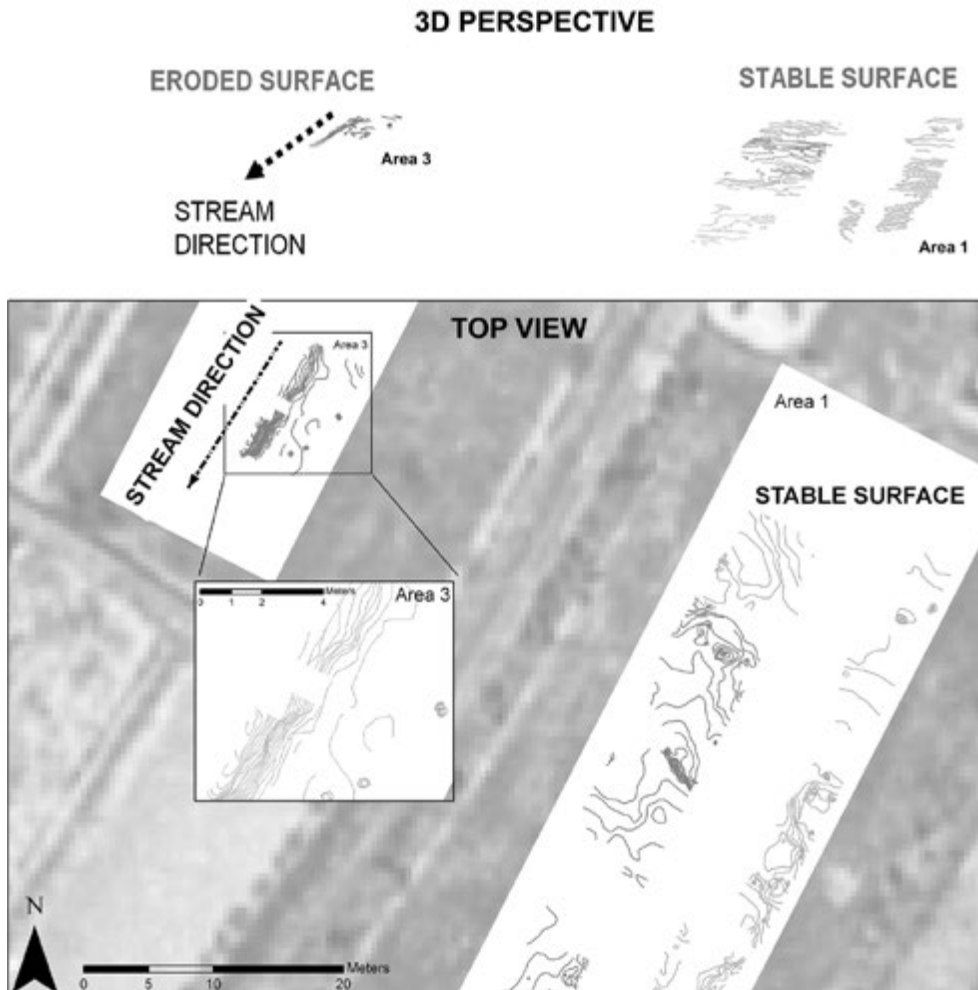 3D PERSPECTIVE
ERODED SURFACE
STABLE SURFACE
Area 3
STREAM
DIRECTION
Area 1
TOP VIEW
STREAM DIRECTION
Area 3
Area 1
STABLE SURFACE
Meters
0 1 2 4
Area 3
N
Meters
0 5 10 20